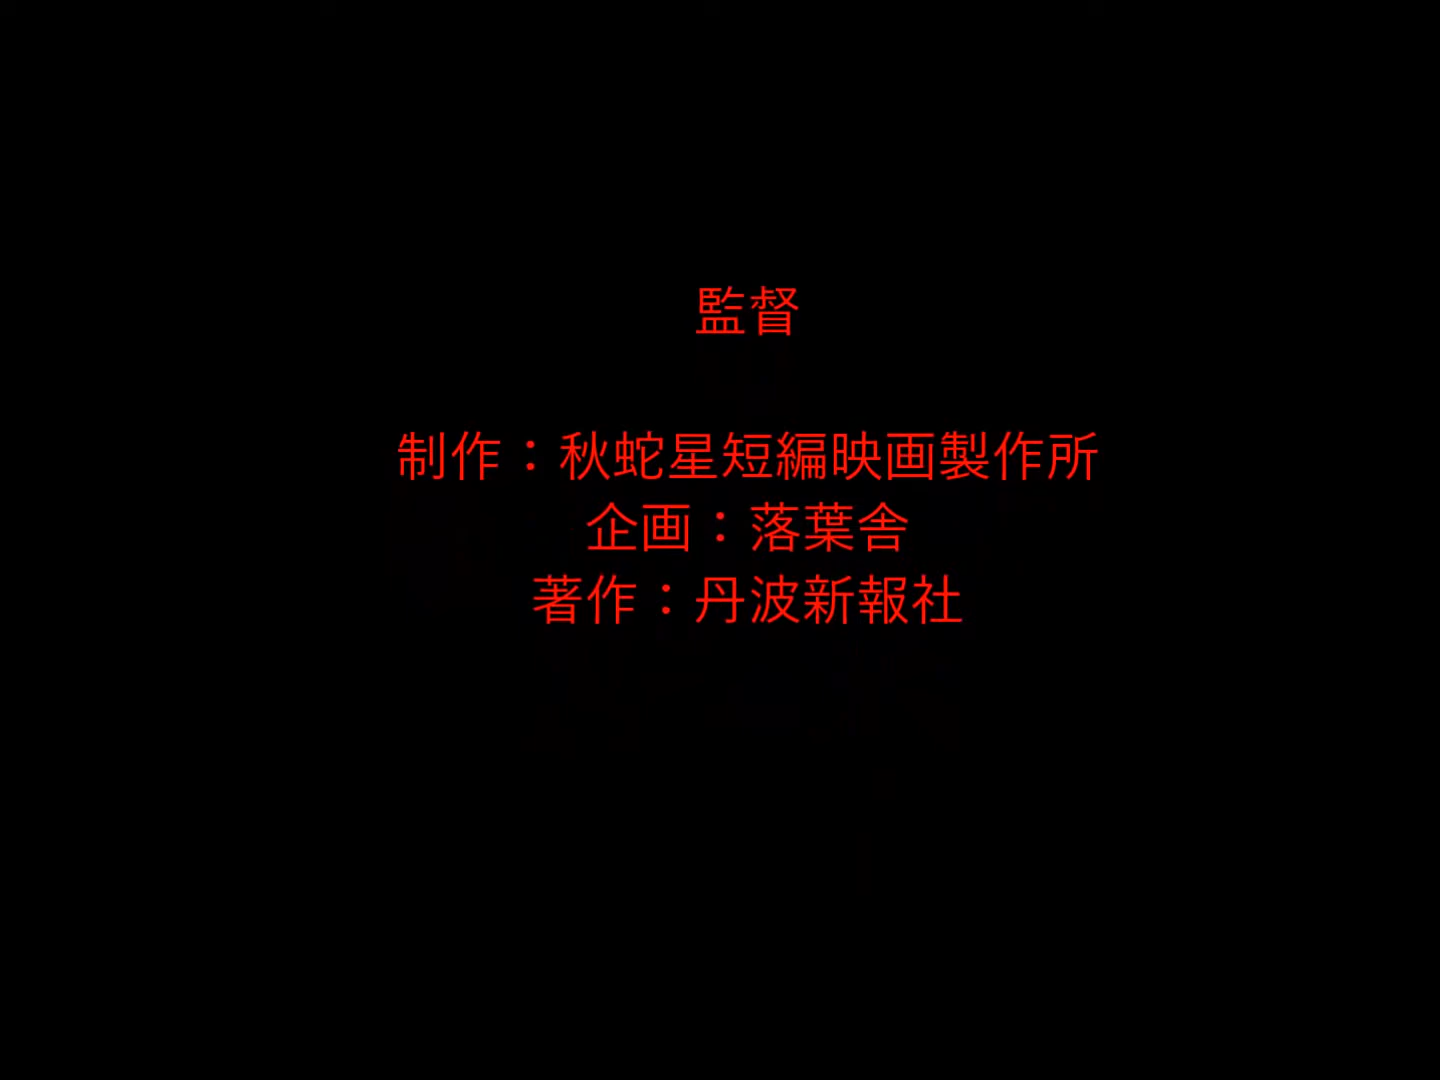 監督
制作：秋蛇星短編映画製作所
企画：落葉舎
著作：丹波新報社